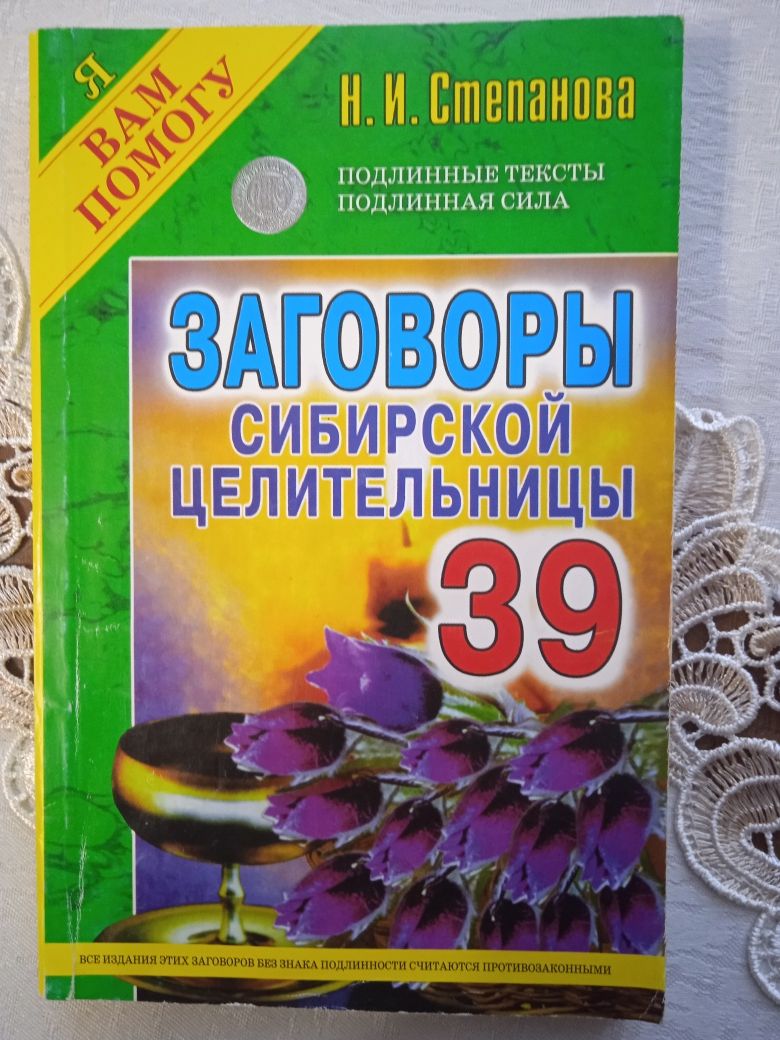 Я
ВАМ
ПОМОГУ
Н. И. Степанова
ПОДЛИННЫЕ ТЕКСТЫ
ПОДЛИННАЯ СИЛА
ЗАГОВОРЫ
СИБИРСКОЙ
ЦЕЛИТЕЛЬНИЦЫ
39
ВСЕ ИЗДАНИЯ ЭТИХ ЗАГОВОРОВ БЕЗ ЗНАКА ПОДЛИННОСТИ СЧИТАЮТСЯ ПРОТИВОЗАКОННЫМИ